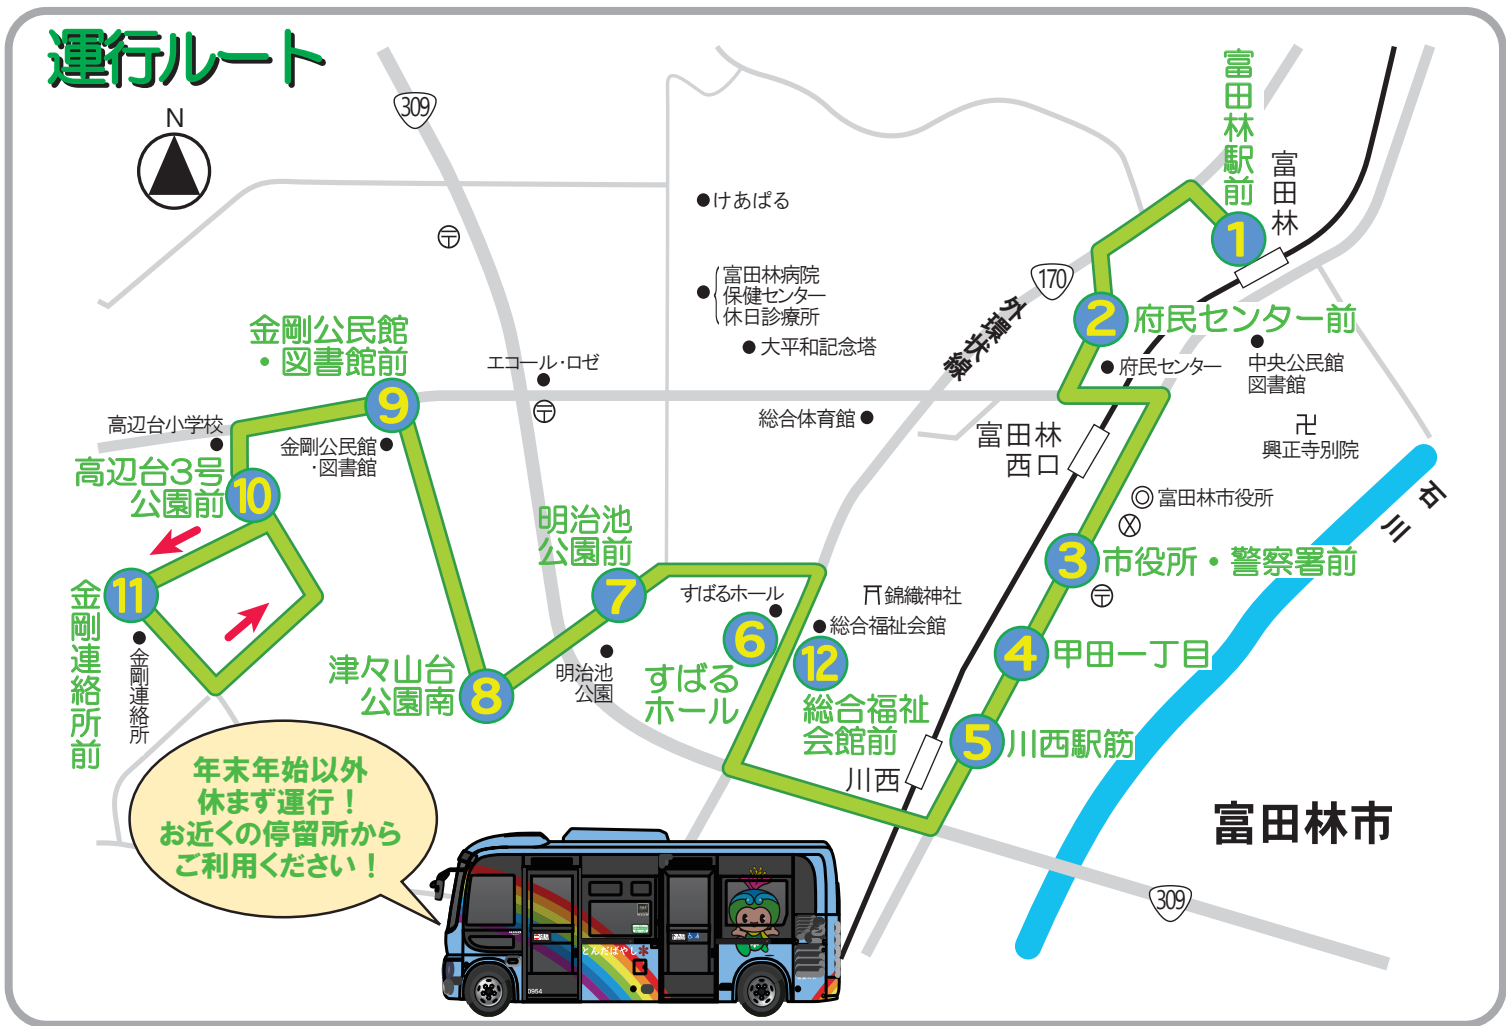 運行ルート
N
309
富田林駅前
富田林
1
けあぱる
富田林病院
保健センター
休日診療所
大平和記念塔
170
外環状線
2
府民センター前
府民センター
中央公民館
図書館
金剛公民館
・図書館前
エコール・ロゼ
9
高辺台小学校
金剛公民館
・図書館
総合体育館
富田林
西口
卍
興正寺別院
高辺台3号
公園前
10
富田林市役所
石川
明治池
公園前
3
市役所・警察署前
11
金剛連絡所前
金剛連絡所
7
すばるホール
錦織神社
総合福祉会館
6
すばる
ホール
12
総合福祉
会館前
4
甲田一丁目
津々山台
公園南
8
明治池
公園
5
川西駅筋
川西
富田林市
年末年始以外
休まず運行！
お近くの停留所から
ご利用ください！
309
とんだばやし
0954